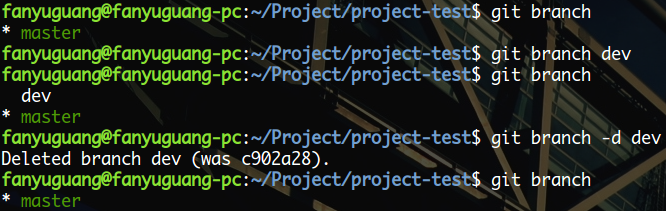 fanyuguang@fanyuguang-pc:~/Project/project-test$ git branch
* master
fanyuguang@fanyuguang-pc:~/Project/project-test$ git branch dev
fanyuguang@fanyuguang-pc:~/Project/project-test$ git branch
  dev
* master
fanyuguang@fanyuguang-pc:~/Project/project-test$ git branch -d dev
Deleted branch dev (was c902a28).
fanyuguang@fanyuguang-pc:~/Project/project-test$ git branch
* master